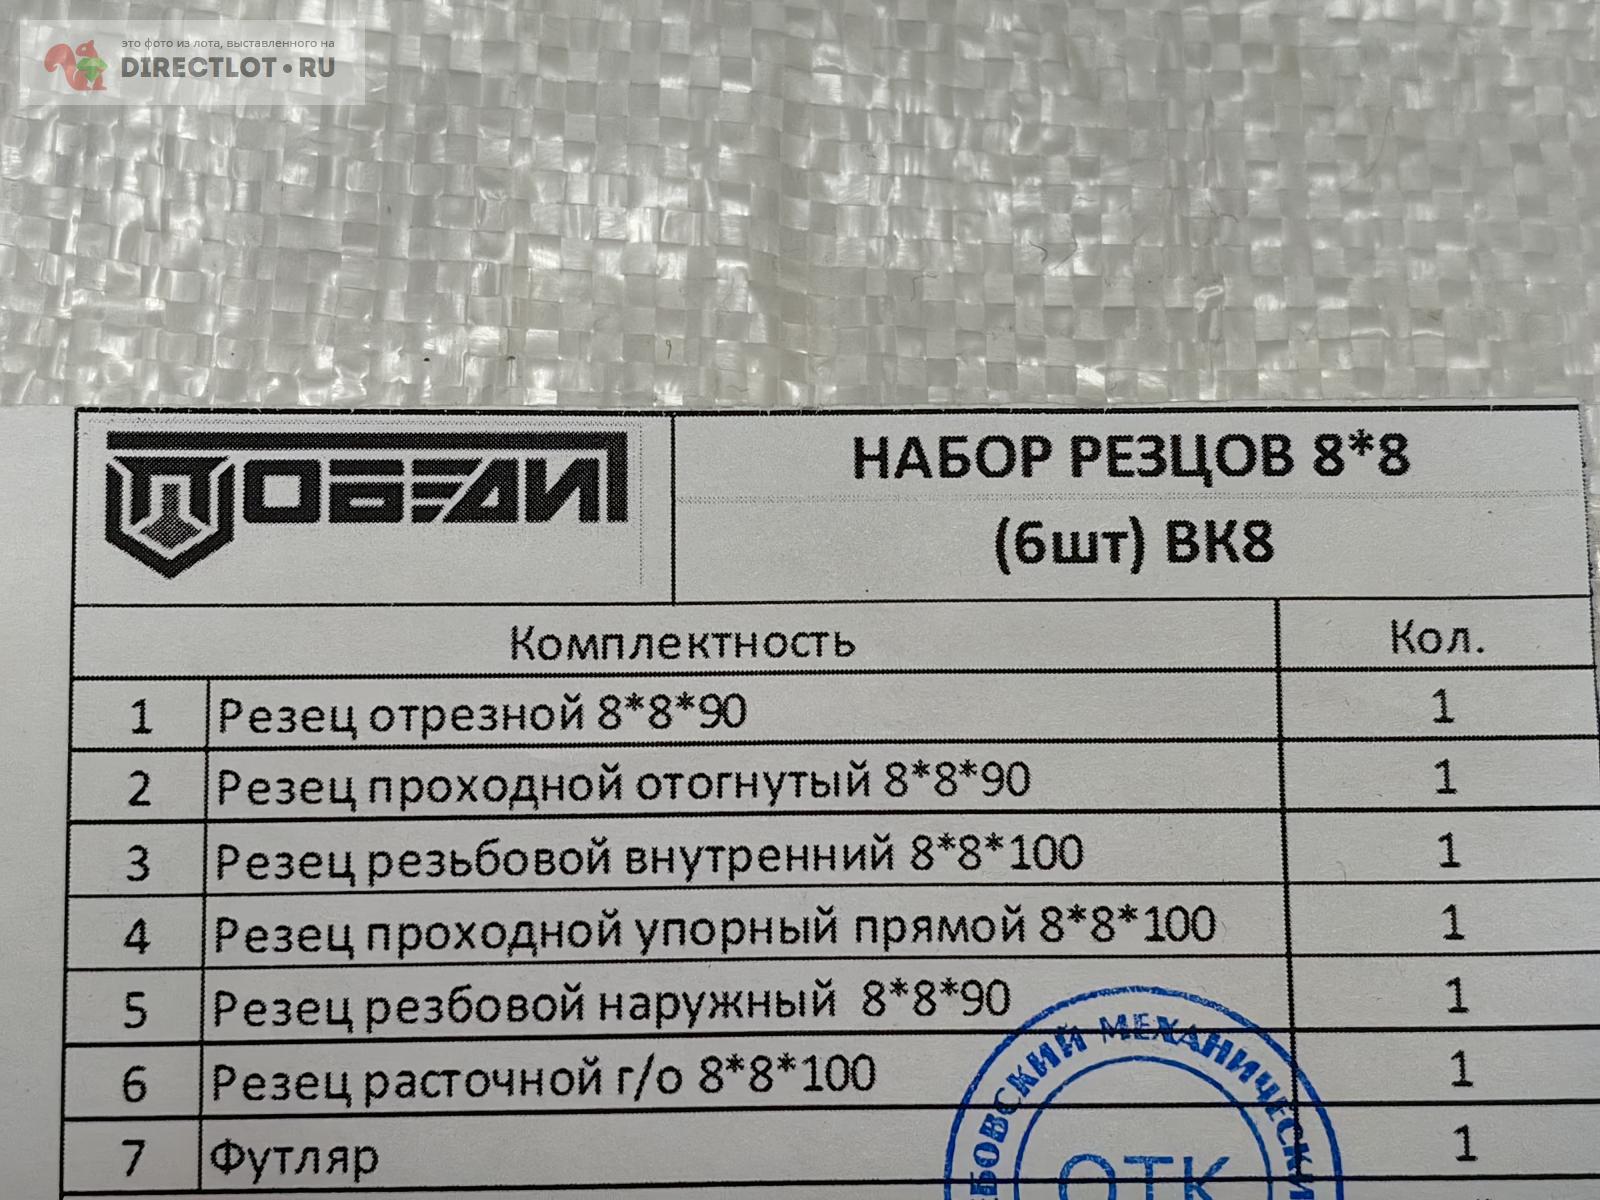 это фото из лота, выставленного на
DIRECTLOT•RU
ПОБЕДИТ
НАБОР РЕЗЦОВ 8*8
(6шт) ВК8
Комплектность Кол.
1 Резец отрезной 8*8*90 1
2 Резец проходной отогнутый 8*8*90 1
3 Резец резьбовой внутренний 8*8*100 1
4 Резец проходной упорный прямой 8*8*100 1
5 Резец резбовой наружный 8*8*90 1
6 Резец расточной г/о 8*8*100 1
7 Футляр 1
МЕХАНИЧЕСКИ
ОТК